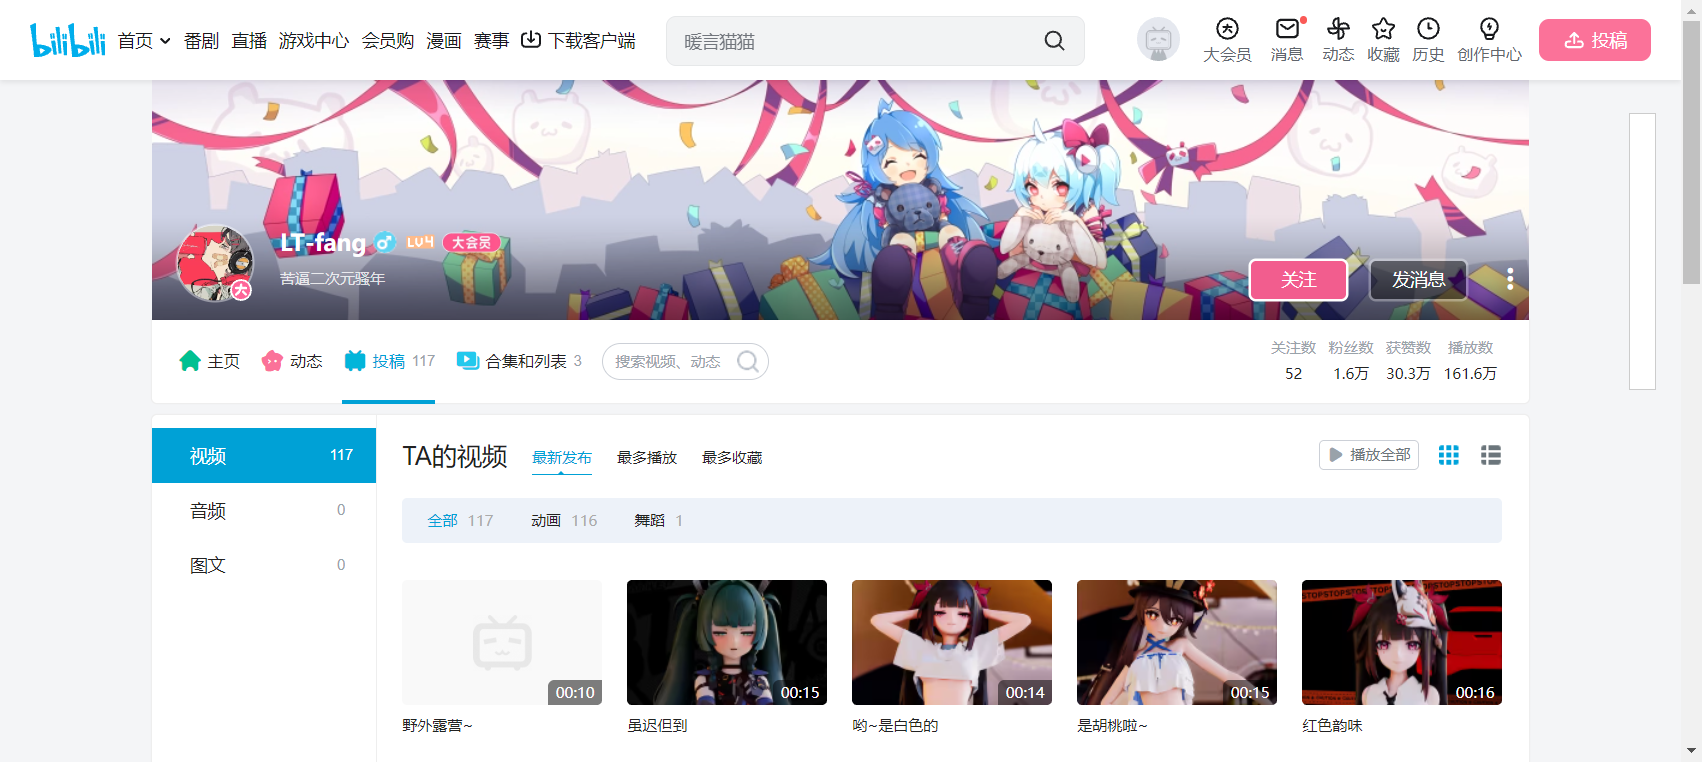 bilibili 首页 番剧 直播 游戏中心 会员购 漫画 赛事 下载客户端 暖言猫猫 大会员 消息 动态 收藏 历史 创作中心 投稿
LT-fang LV4 大会员
大
苦逼二次元骚年
关注 发消息
主页 动态 投稿 117 合集和列表 3 搜索视频、动态
关注数 粉丝数 获赞数 播放数
52 1.6万 30.3万 161.6万
视频 117
音频 0
图文 0
TA的视频 最新发布 最多播放 最多收藏 播放全部
全部 117 动画 116 舞蹈 1
STOPSTOPSTOP
00:10 00:15 00:14 00:15 00:16
野外露营~ 虽迟但到 哟~是白色的 是胡桃啦~ 红色韵味